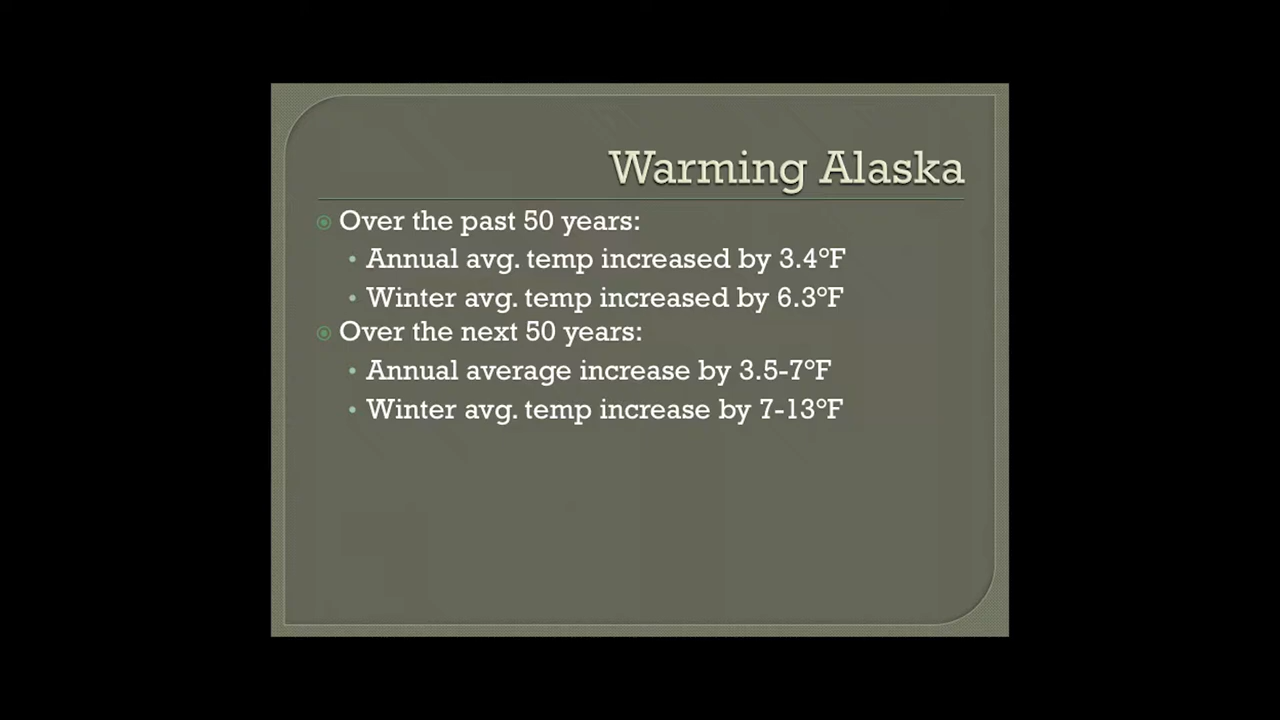 Warming Alaska
Over the past 50 years:
Annual avg. temp increased by 3.4°F
Winter avg. temp increased by 6.3°F
Over the next 50 years:
Annual average increase by 3.5-7°F
Winter avg. temp increase by 7-13°F